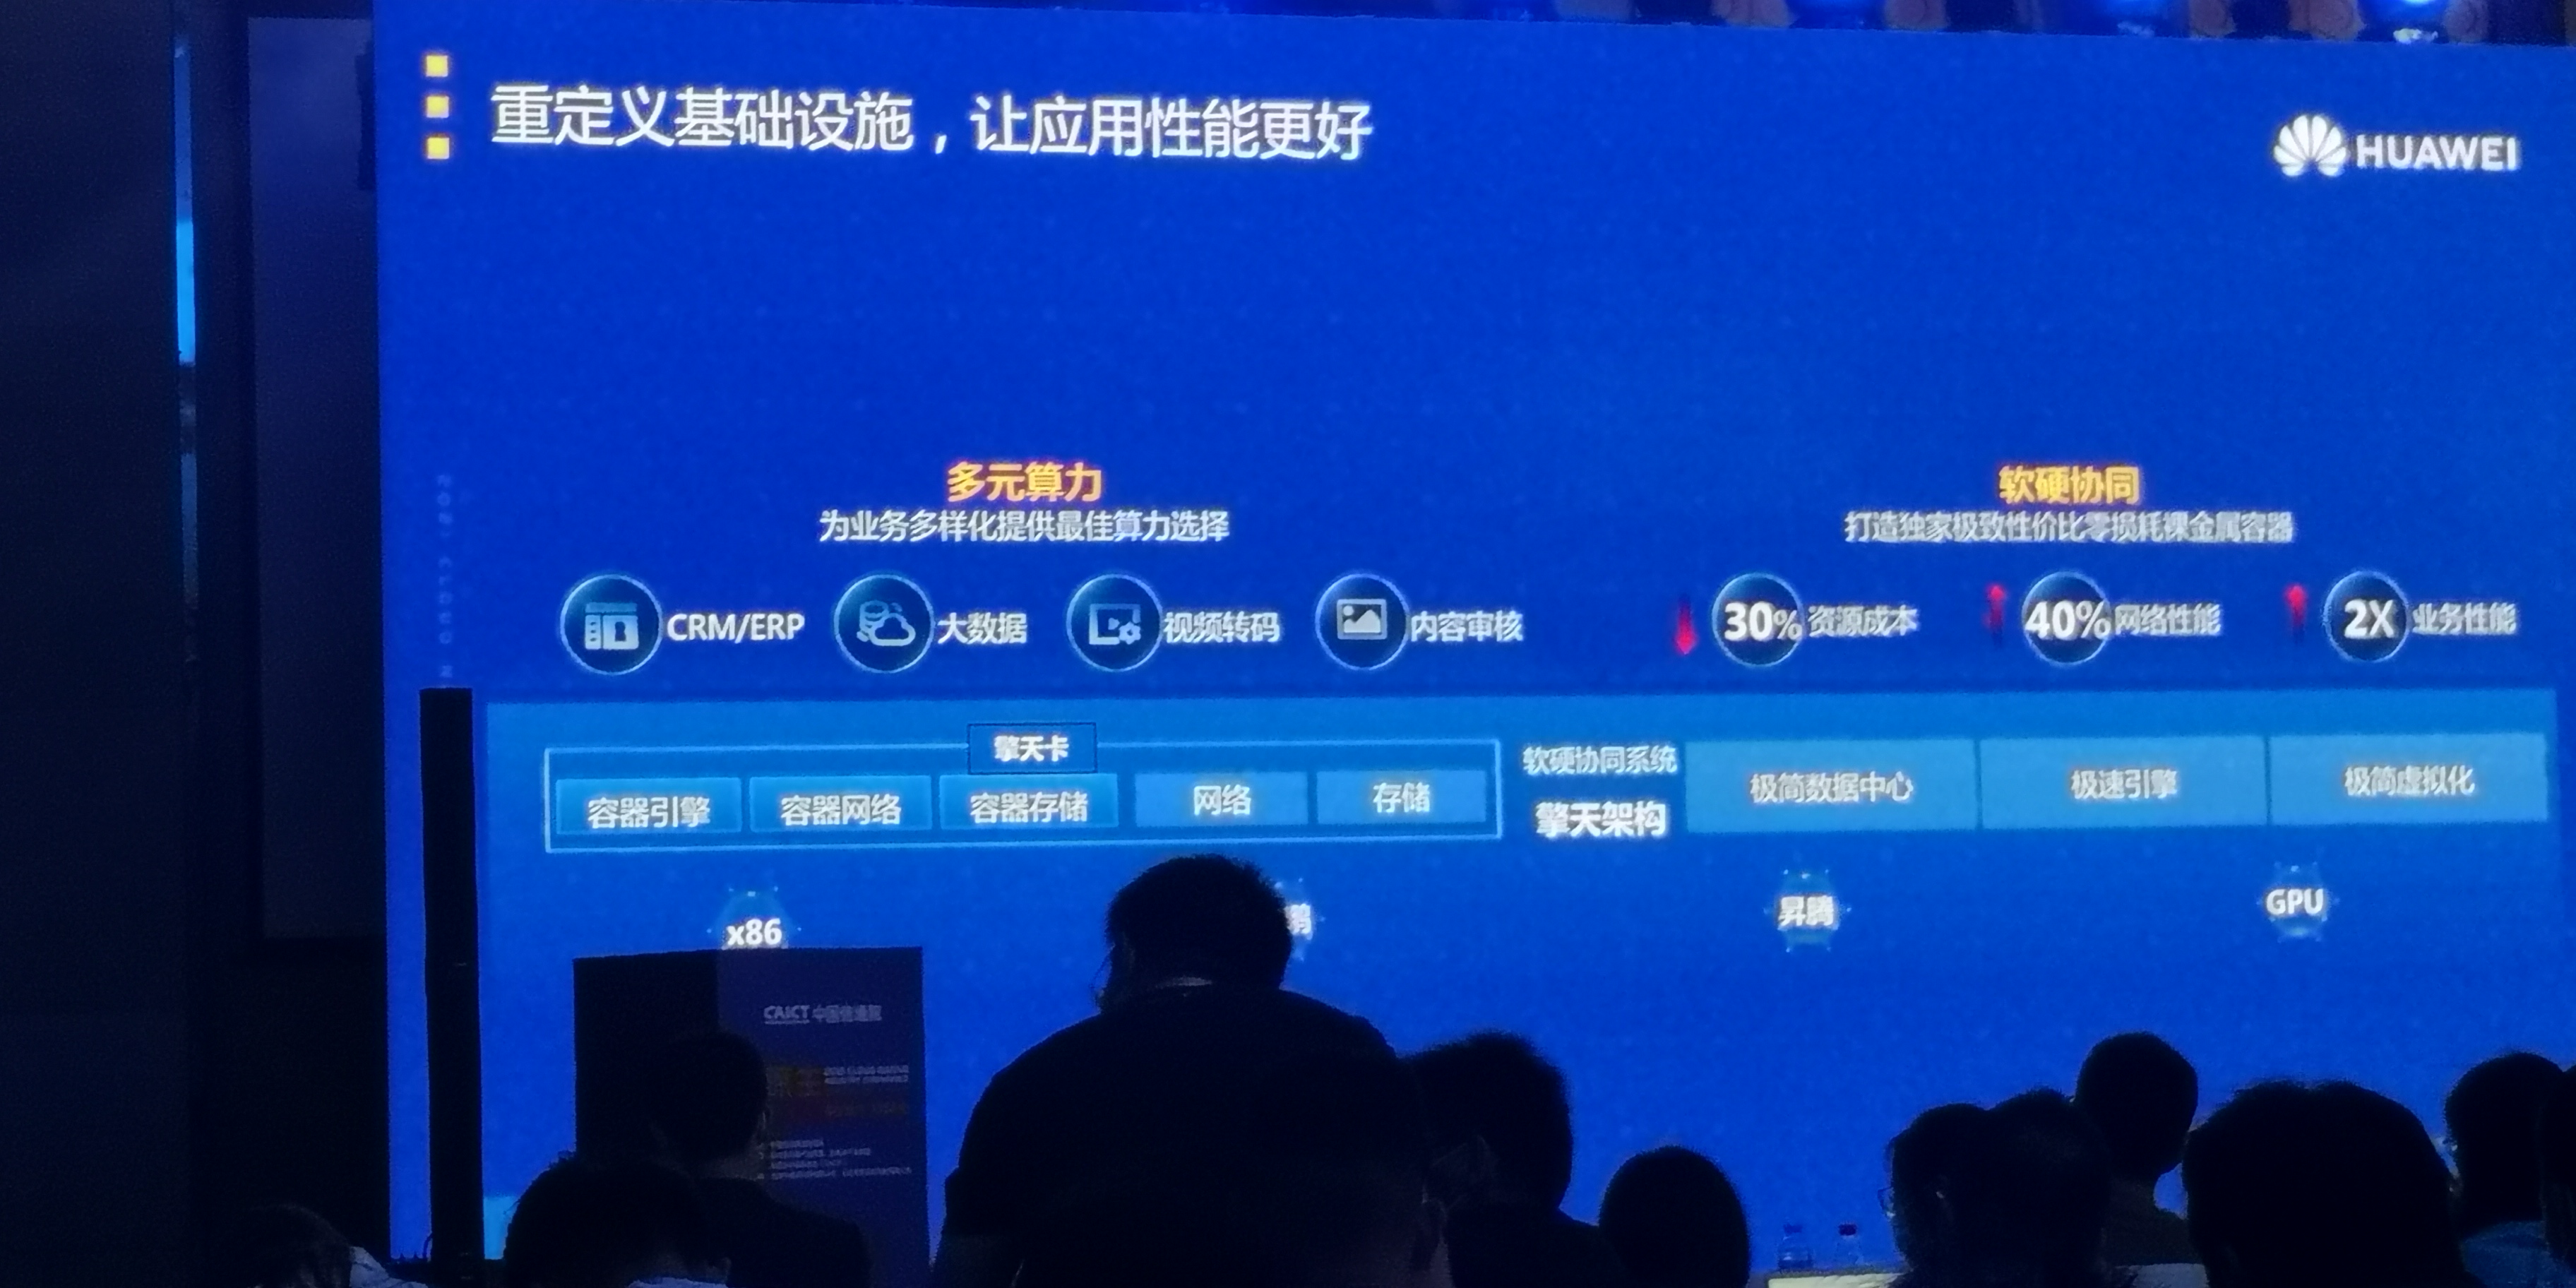 重定义基础设施，让应用性能更好
HUAWEI
多元算力
为业务多样化提供最佳算力选择
CRM/ERP
大数据
视频转码
内容审核
软硬协同
打造独家极致性价比零损耗裸金属容器
30% 资源成本
40% 网络性能
2X 业务性能
擎天卡
容器引擎
容器网络
容器存储
网络
存储
软硬协同系统
擎天架构
极简数据中心
极速引擎
极简虚拟化
x86
鹏
昇腾
GPU
CAICT 中国信通院